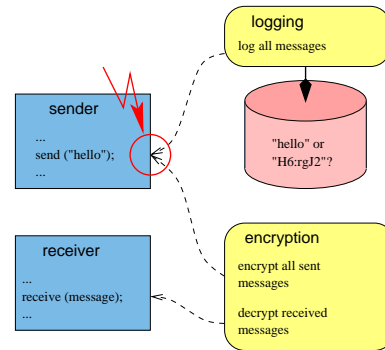 logging
log all messages
sender
...
send ("hello");
...
"hello" or
"H6:rgJ2"?
receiver
...
receive (message);
...
encryption
encrypt all sent
messages
decrypt received
messages